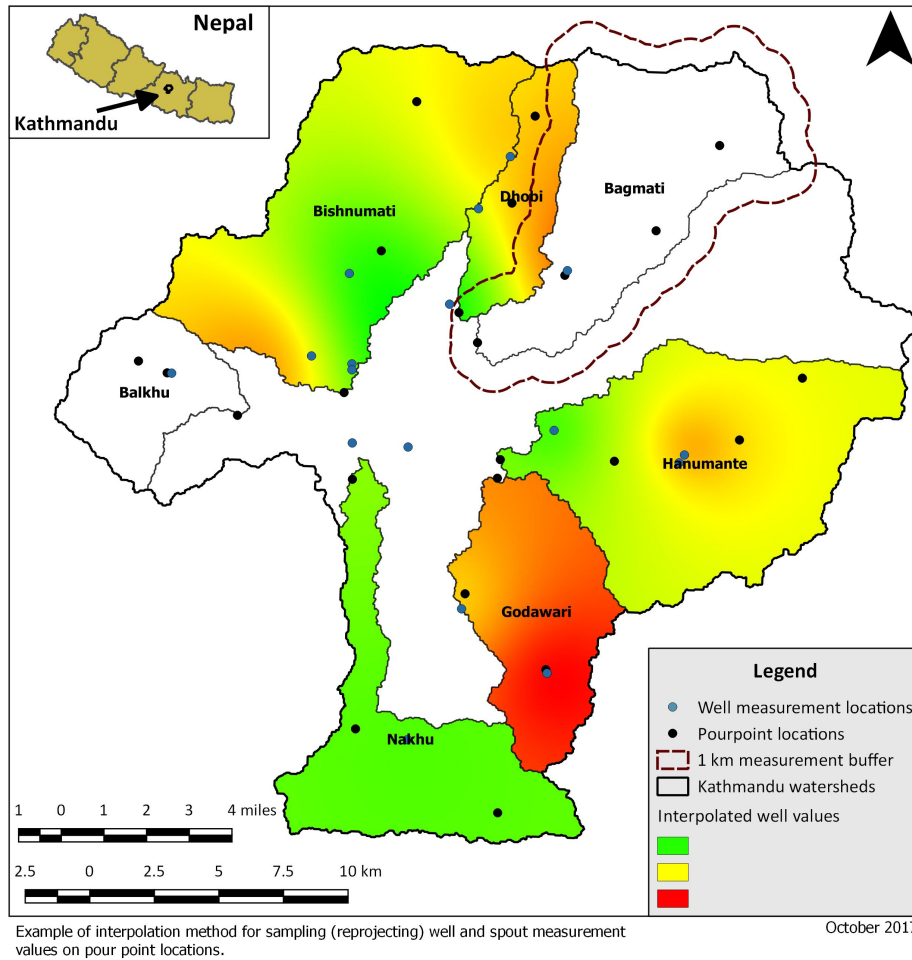 Nepal
Kathmandu
Bishnumati
Dhobi
Bagmati
Balkhu
Hanumante
Godawari
Nakhu
Legend
Well measurement locations
Pourpoint locations
1 km measurement buffer
Kathmandu watersheds
Interpolated well values
1 0 1 2 3 4 miles
2.5 0 2.5 5 7.5 10 km
Example of interpolation method for sampling (reprojecting) well and spout measurement
values on pour point locations.
October 2017